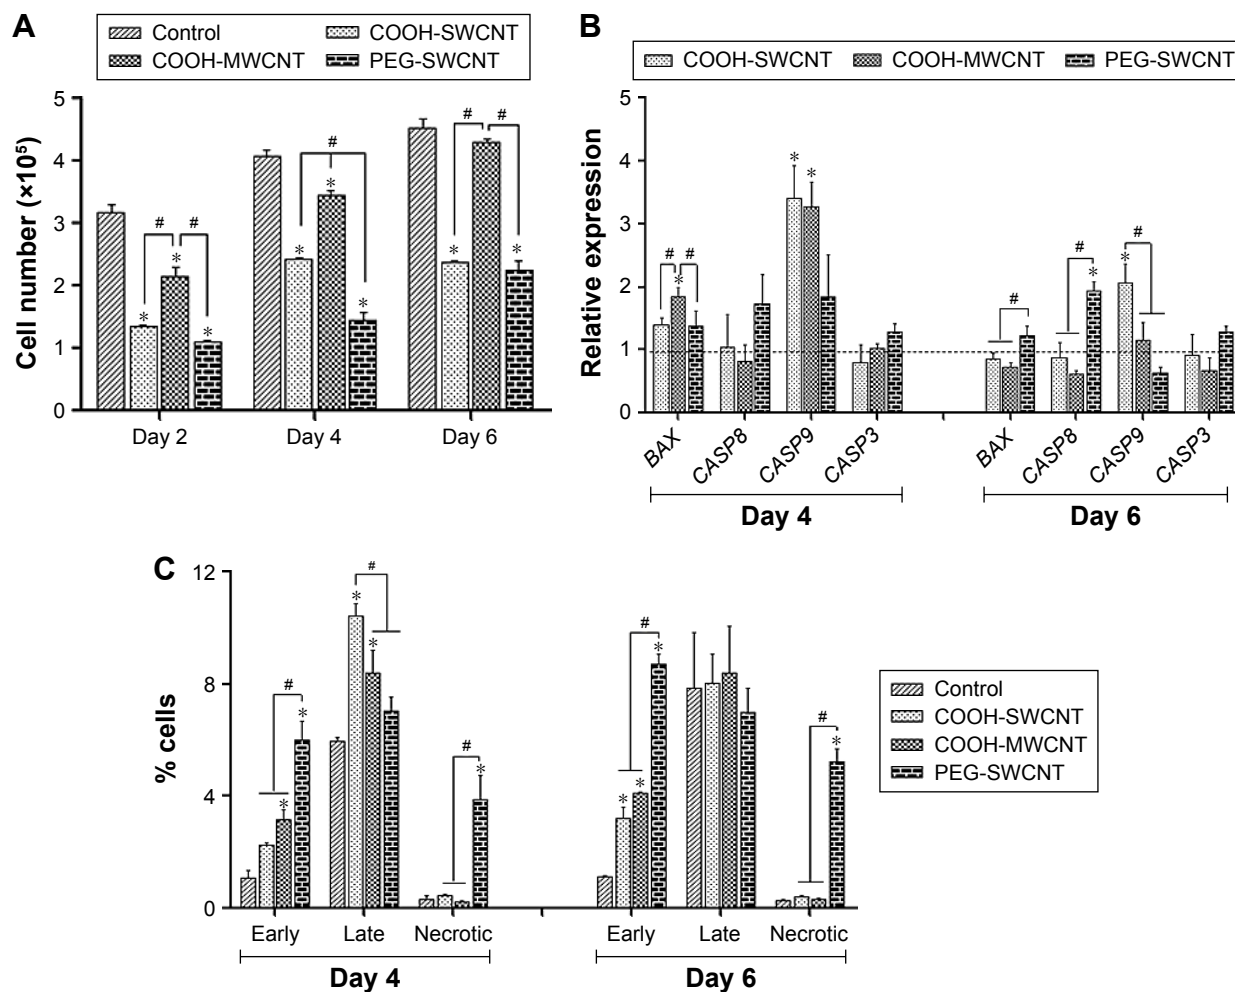 A
Control
COOH-SWCNT
COOH-MWCNT
PEG-SWCNT
Cell number (×10⁵)
5
4
3
2
1
0
# # # # #
* * * * * * * *
Day 2 Day 4 Day 6
B
COOH-SWCNT COOH-MWCNT PEG-SWCNT
Relative expression
5
4
3
2
1
0
# # # # #
* * * * *
BAX CASP8 CASP9 CASP3 BAX CASP8 CASP9 CASP3
Day 4 Day 6
C
% cells
12
8
4
0
# # # # #
* * * * * * * * *
Early Late Necrotic Early Late Necrotic
Day 4 Day 6
Control
COOH-SWCNT
COOH-MWCNT
PEG-SWCNT